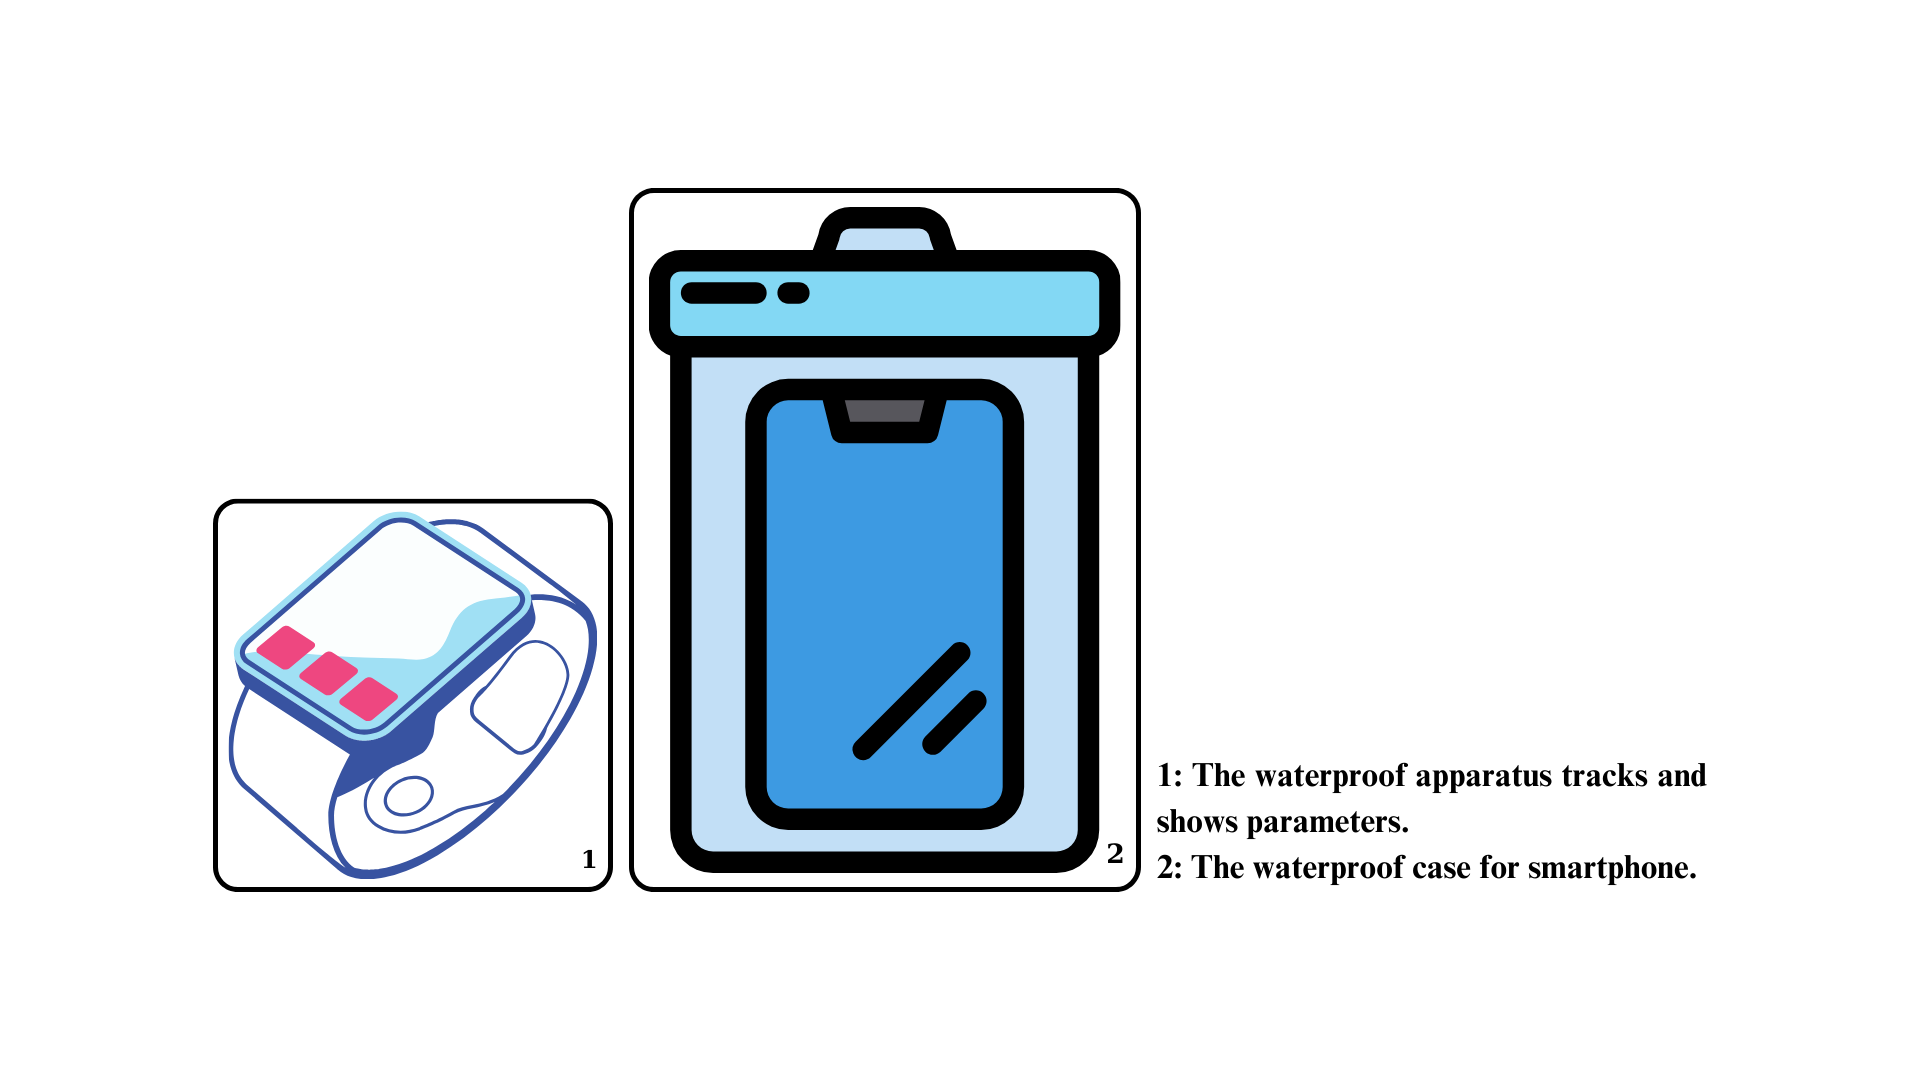 1
2
1: The waterproof apparatus tracks and
shows parameters.
2: The waterproof case for smartphone.